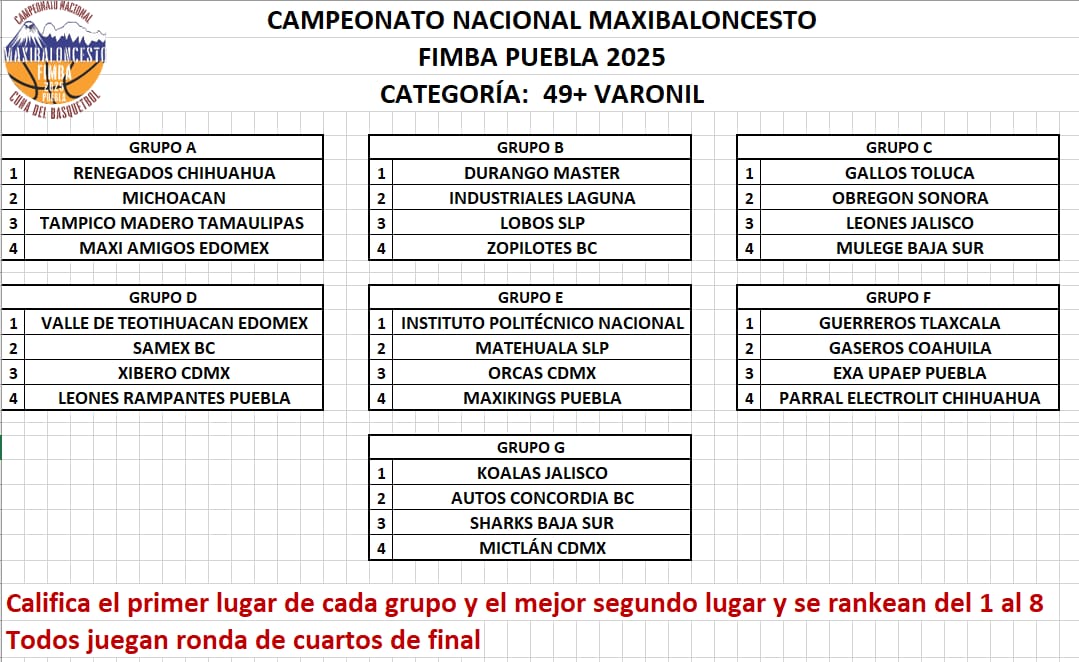 CAMPEONATO NACIONAL
MAXIBALONCESTO
FIMBA
2025
PUEBLA
CUNA DEL BASQUETBOL
CAMPEONATO NACIONAL MAXIBALONCESTO
FIMBA PUEBLA 2025
CATEGORÍA: 49+ VARONIL
GRUPO A
1 RENEGADOS CHIHUAHUA
2 MICHOACAN
3 TAMPICO MADERO TAMAULIPAS
4 MAXI AMIGOS EDOMEX
GRUPO B
1 DURANGO MASTER
2 INDUSTRIALES LAGUNA
3 LOBOS SLP
4 ZOPILOTES BC
GRUPO C
1 GALLOS TOLUCA
2 OBREGON SONORA
3 LEONES JALISCO
4 MULEGE BAJA SUR
GRUPO D
1 VALLE DE TEOTIHUACAN EDOMEX
2 SAMEX BC
3 XIBERO CDMX
4 LEONES RAMPANTES PUEBLA
GRUPO E
1 INSTITUTO POLITÉCNICO NACIONAL
2 MATEHUALA SLP
3 ORCAS CDMX
4 MAXIKINGS PUEBLA
GRUPO F
1 GUERREROS TLAXCALA
2 GASEROS COAHUILA
3 EXA UPAEP PUEBLA
4 PARRAL ELECTROLIT CHIHUAHUA
GRUPO G
1 KOALAS JALISCO
2 AUTOS CONCORDIA BC
3 SHARKS BAJA SUR
4 MICTLÁN CDMX
Califica el primer lugar de cada grupo y el mejor segundo lugar y se rankean del 1 al 8
Todos juegan ronda de cuartos de final